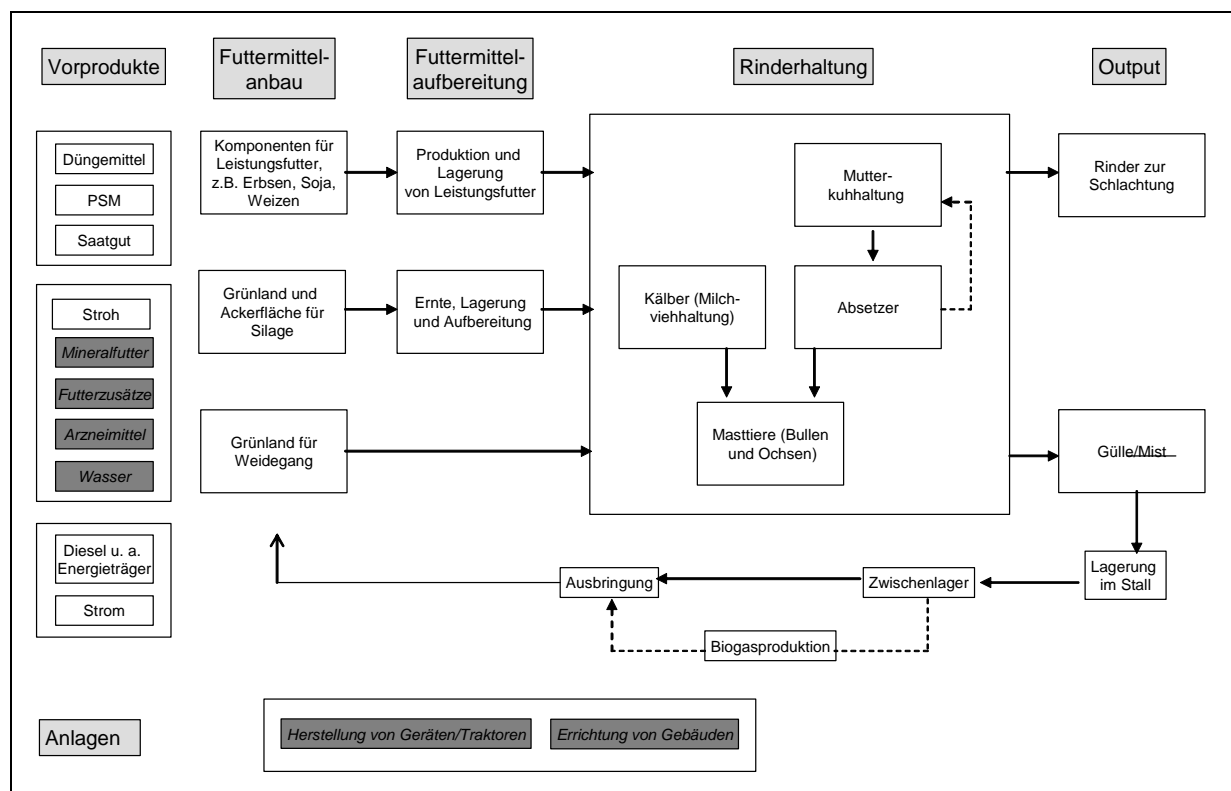 Vorprodukte
Futtermittel-
anbau
Futtermittel-
aufbereitung
Rinderhaltung
Output
Düngemittel
PSM
Saatgut
Komponenten für
Leistungsfutter,
z.B. Erbsen, Soja,
Weizen
Produktion und
Lagerung
von Leistungsfutter
Mutter-
kuhhaltung
Rinder zur
Schlachtung
Stroh
Mineralfutter
Futterzusätze
Arzneimittel
Wasser
Grünland und
Ackerfläche für
Silage
Ernte, Lagerung
und Aufbereitung
Kälber (Milch-
viehhaltung)
Absetzer
Grünland für
Weidegang
Masttiere (Bullen
und Ochsen)
Gülle/Mist
Diesel u. a.
Energieträger
Strom
Ausbringung
Zwischenlager
Lagerung
im Stall
Biogasproduktion
Anlagen
Herstellung von Geräten/Traktoren
Errichtung von Gebäuden